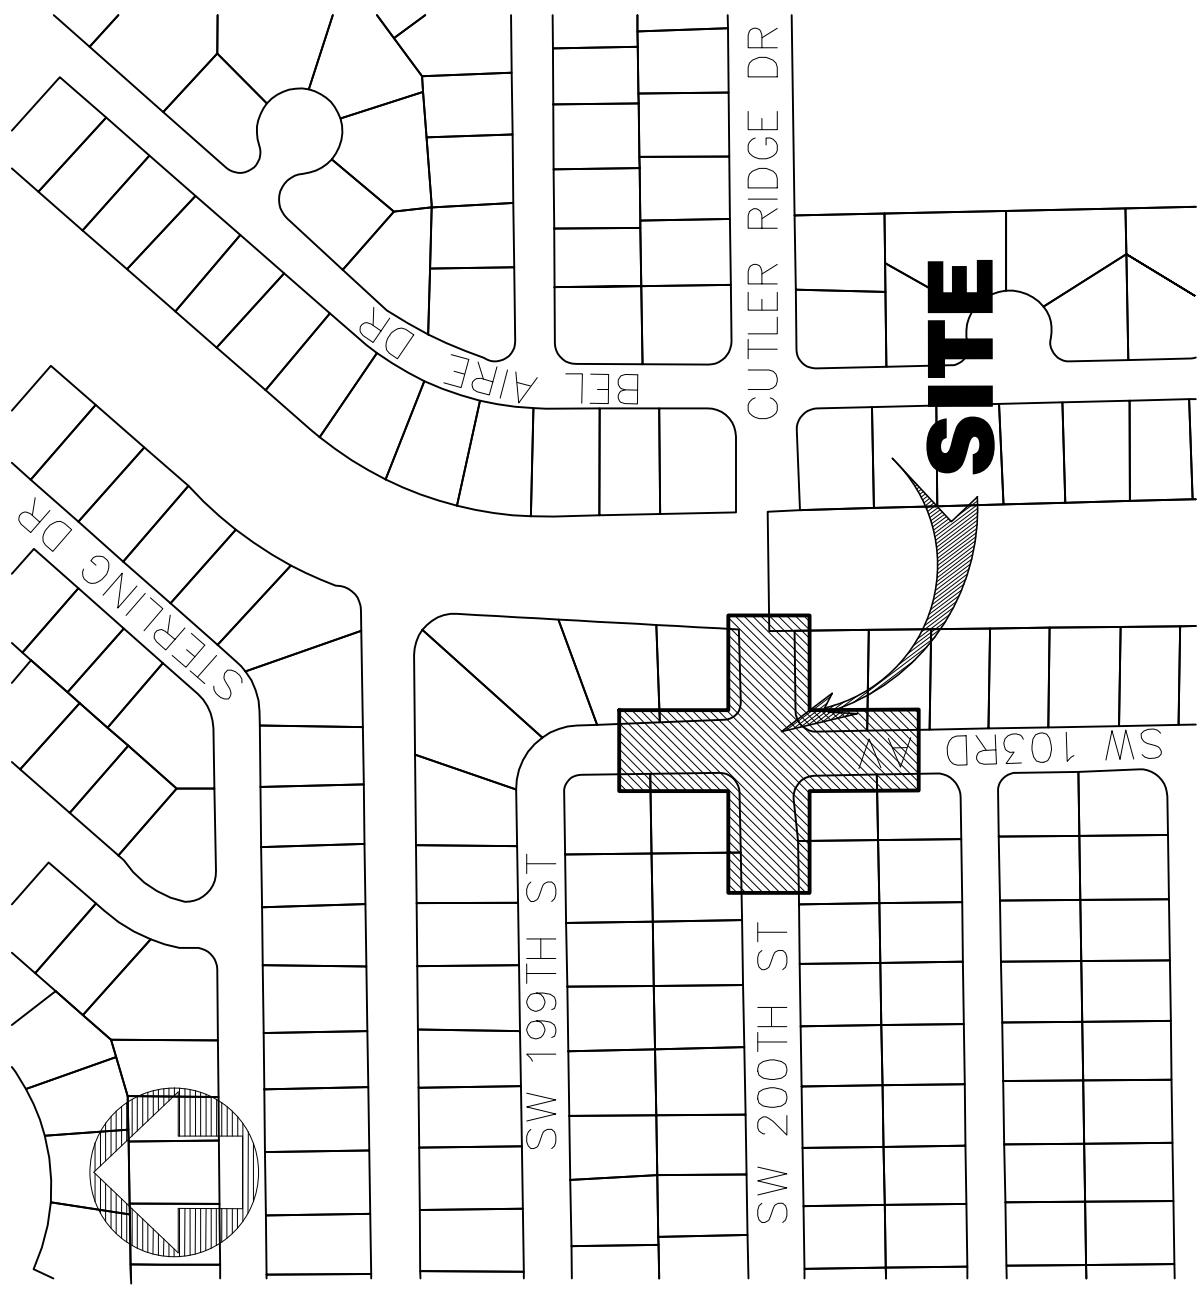 CUTLER RIDGE DR
SITE
BEL AIRE DR
STERLING DR
SW 103RD AV
SW 199TH ST
SW 200TH ST